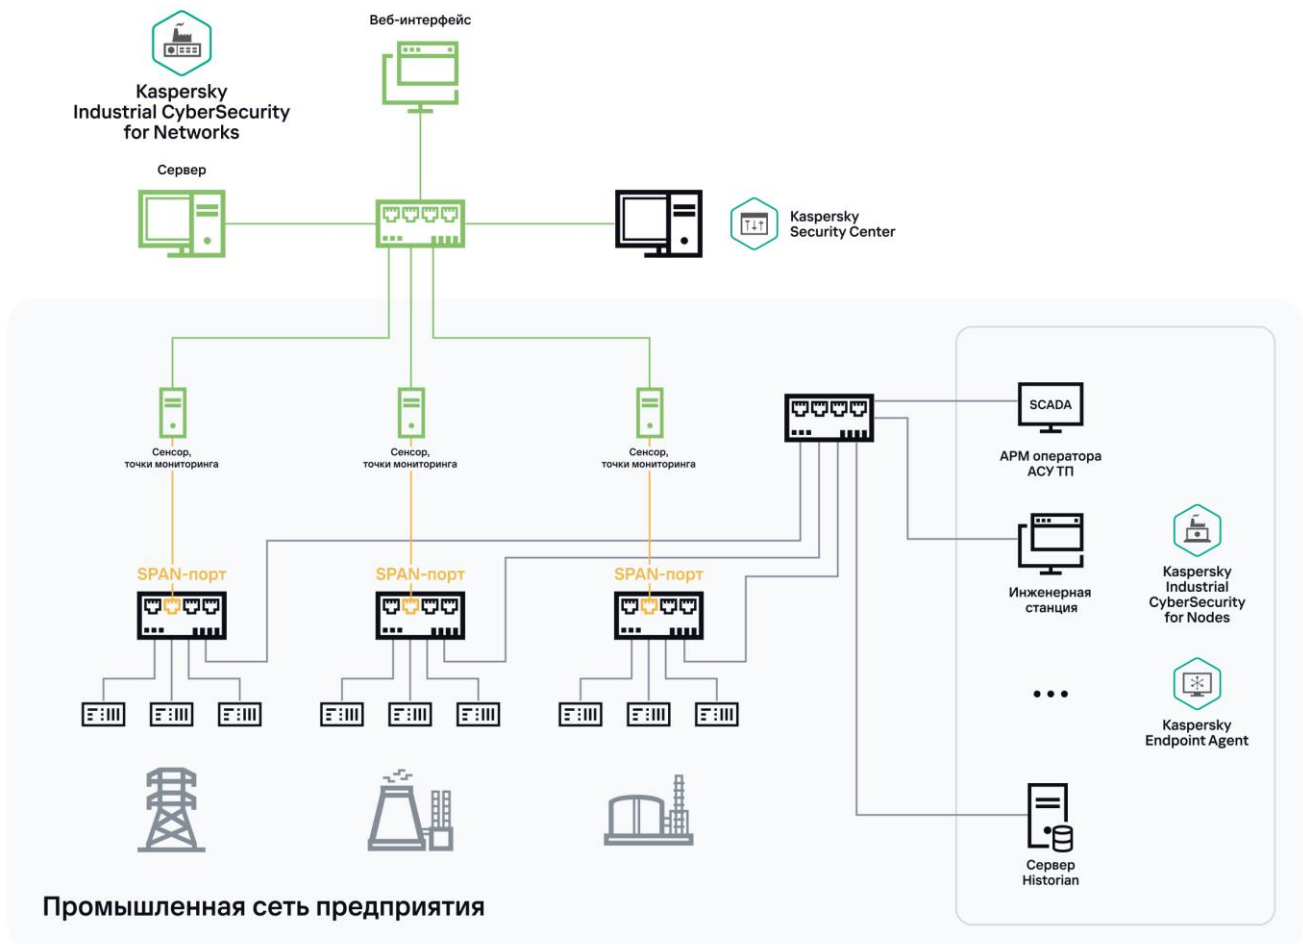 Веб-интерфейс
Kaspersky
Industrial CyberSecurity
for Networks
Сервер
Kaspersky
Security Center
Сенсор,
точки мониторинга
Сенсор,
точки мониторинга
Сенсор,
точки мониторинга
SCADA
АРМ оператора
АСУ ТП
SPAN-порт
SPAN-порт
SPAN-порт
Инженерная
станция
Kaspersky
Industrial
CyberSecurity
for Nodes
Kaspersky
Endpoint Agent
Сервер
Historian
Промышленная сеть предприятия